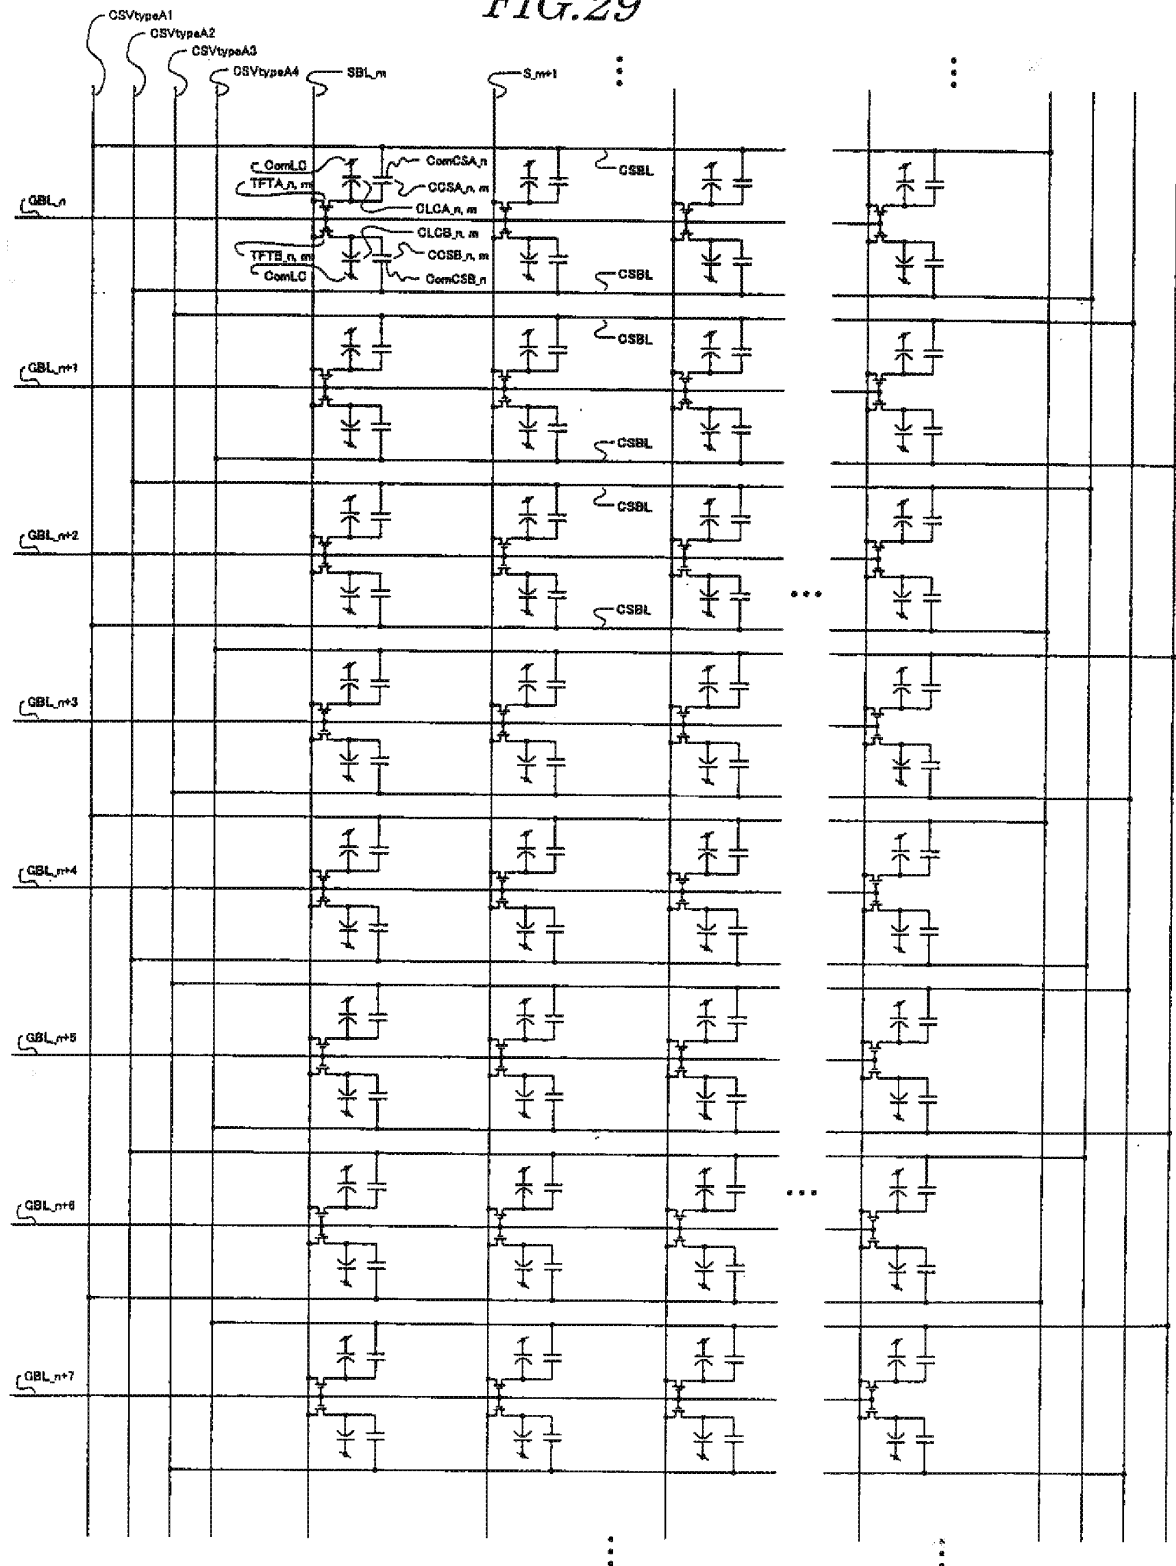 FIG.29
CSVtypeA1
CSVtypeA2
CSVtypeA3
CSVtypeA4
SBL_m
S_m+1
ComLC
ComCSA_n
TFTA_n, m
CCSA_n, m
CSBL
GBL_n
CLCA_n, m
CLCB_n, m
TFTB_n, m
CCSB_n, m
ComLC
ComCSB_n
CSBL
CSBL
GBL_n+1
CSBL
CSBL
GBL_n+2
CSBL
GBL_n+3
GBL_n+4
GBL_n+5
GBL_n+6
GBL_n+7